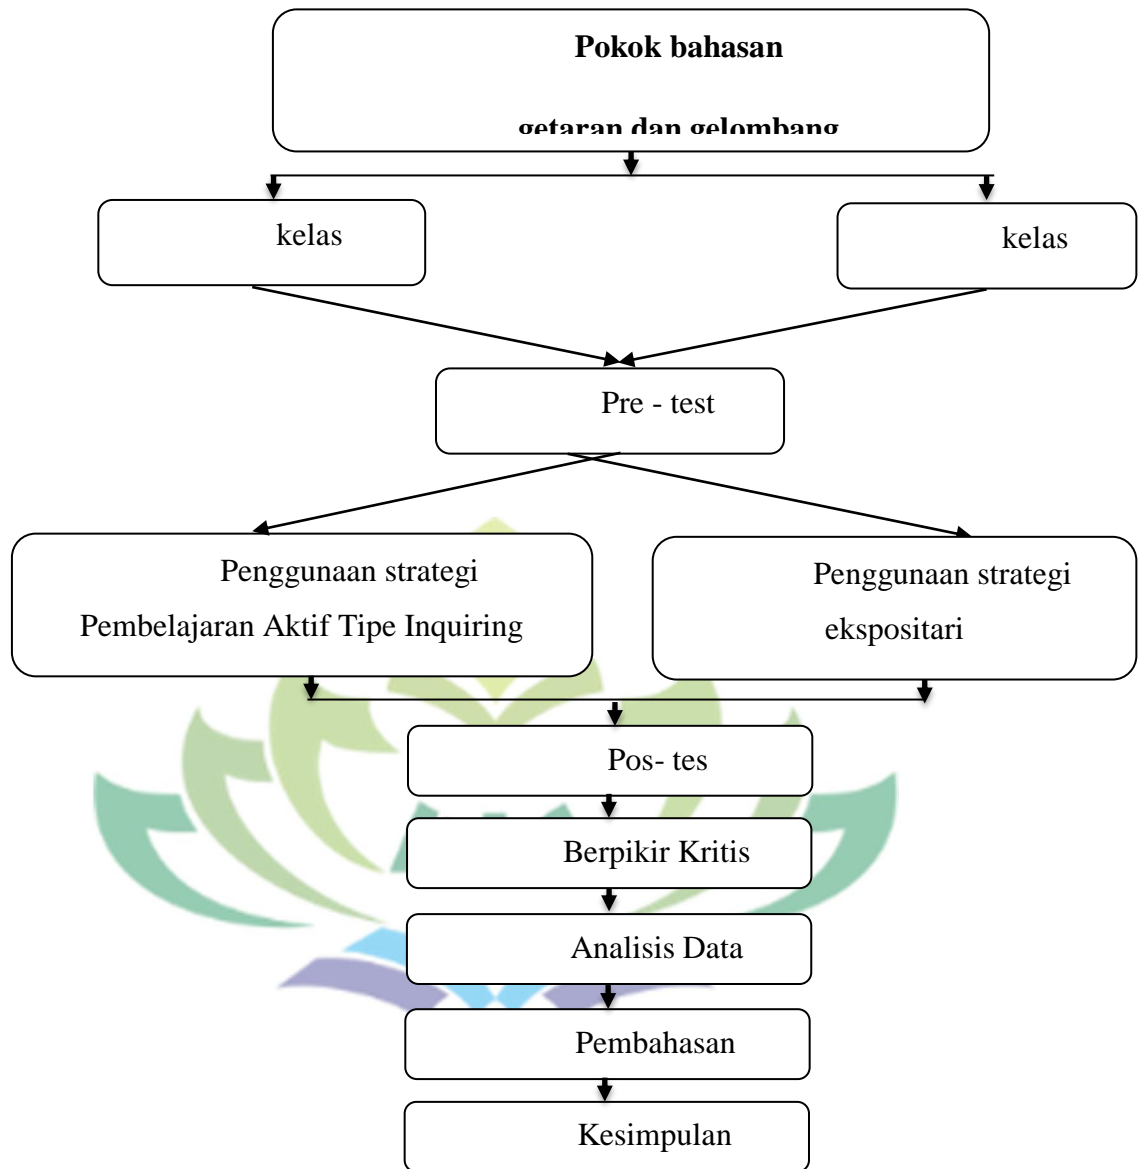 Pokok bahasan
getaran dan gelombang
kelas
kelas
Pre - test
Penggunaan strategi
Pembelajaran Aktif Tipe Inquiring
Penggunaan strategi
ekspositari
Pos- tes
Berpikir Kritis
Analisis Data
Pembahasan
Kesimpulan